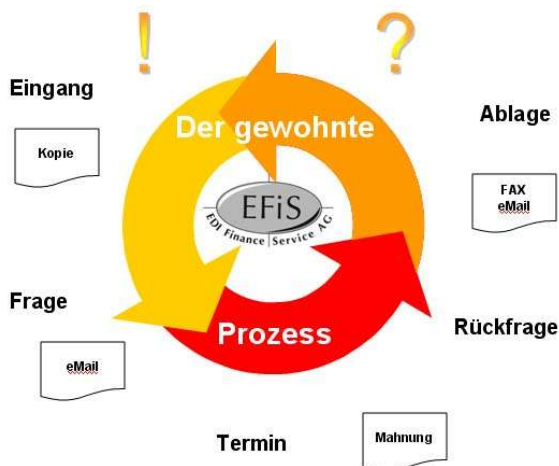 ! ?
Eingang
Ablage
Der gewohnte
Kopie
FAX
eMail
EFiS
EDI Finance Service AG
Frage
Rückfrage
Prozess
eMail
Termin
Mahnung